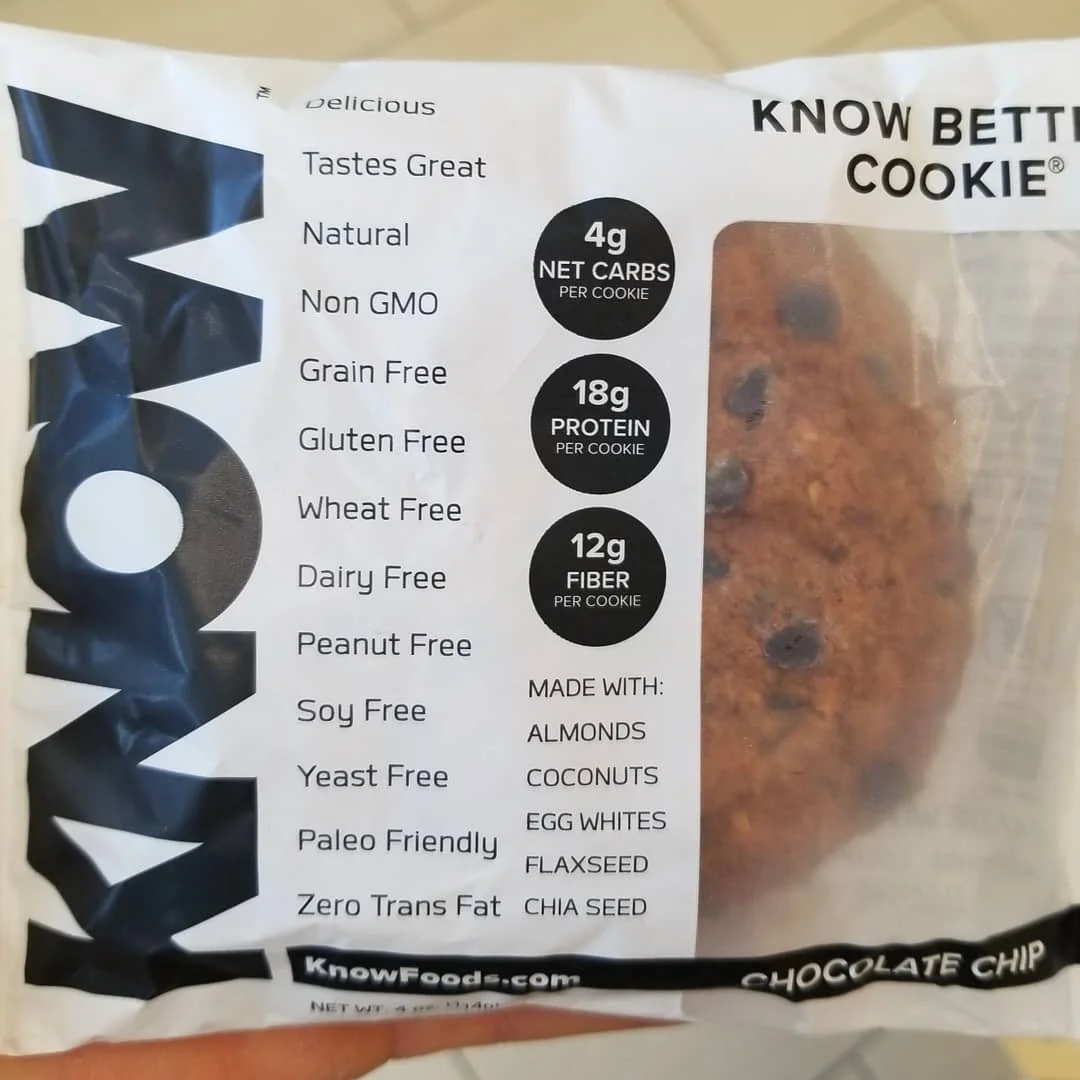 KNOW™
Delicious
Tastes Great
Natural
Non GMO
Grain Free
Gluten Free
Wheat Free
Dairy Free
Peanut Free
Soy Free
Yeast Free
Paleo Friendly
Zero Trans Fat
4g
NET CARBS
PER COOKIE
18g
PROTEIN
PER COOKIE
12g
FIBER
PER COOKIE
MADE WITH:
ALMONDS
COCONUTS
EGG WHITES
FLAXSEED
CHIA SEED
KNOW BETT
COOKIE®
KnowFoods.com
CHOCOLATE CHIP
NET WT. 4